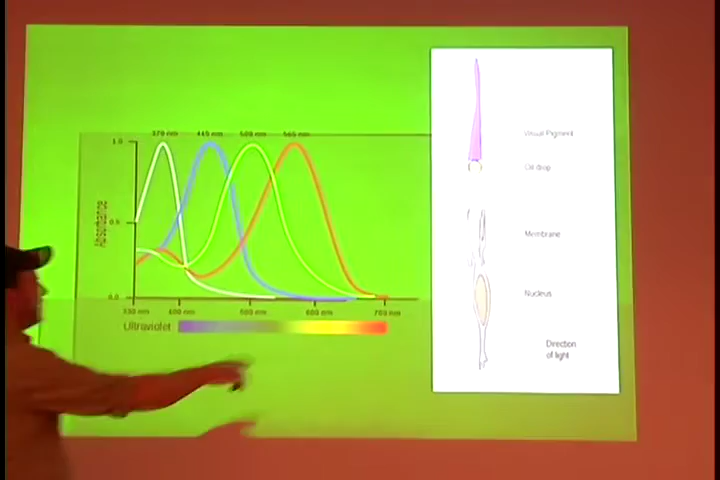 370 nm 445 nm 508 nm 565 nm
1.0
Absorbance
0.5
0.0
330 nm 400 nm 500 nm 600 nm 700 nm
Ultraviolet
Visual Pigment
Oil drop
Membrane
Nucleus
Direction
of light